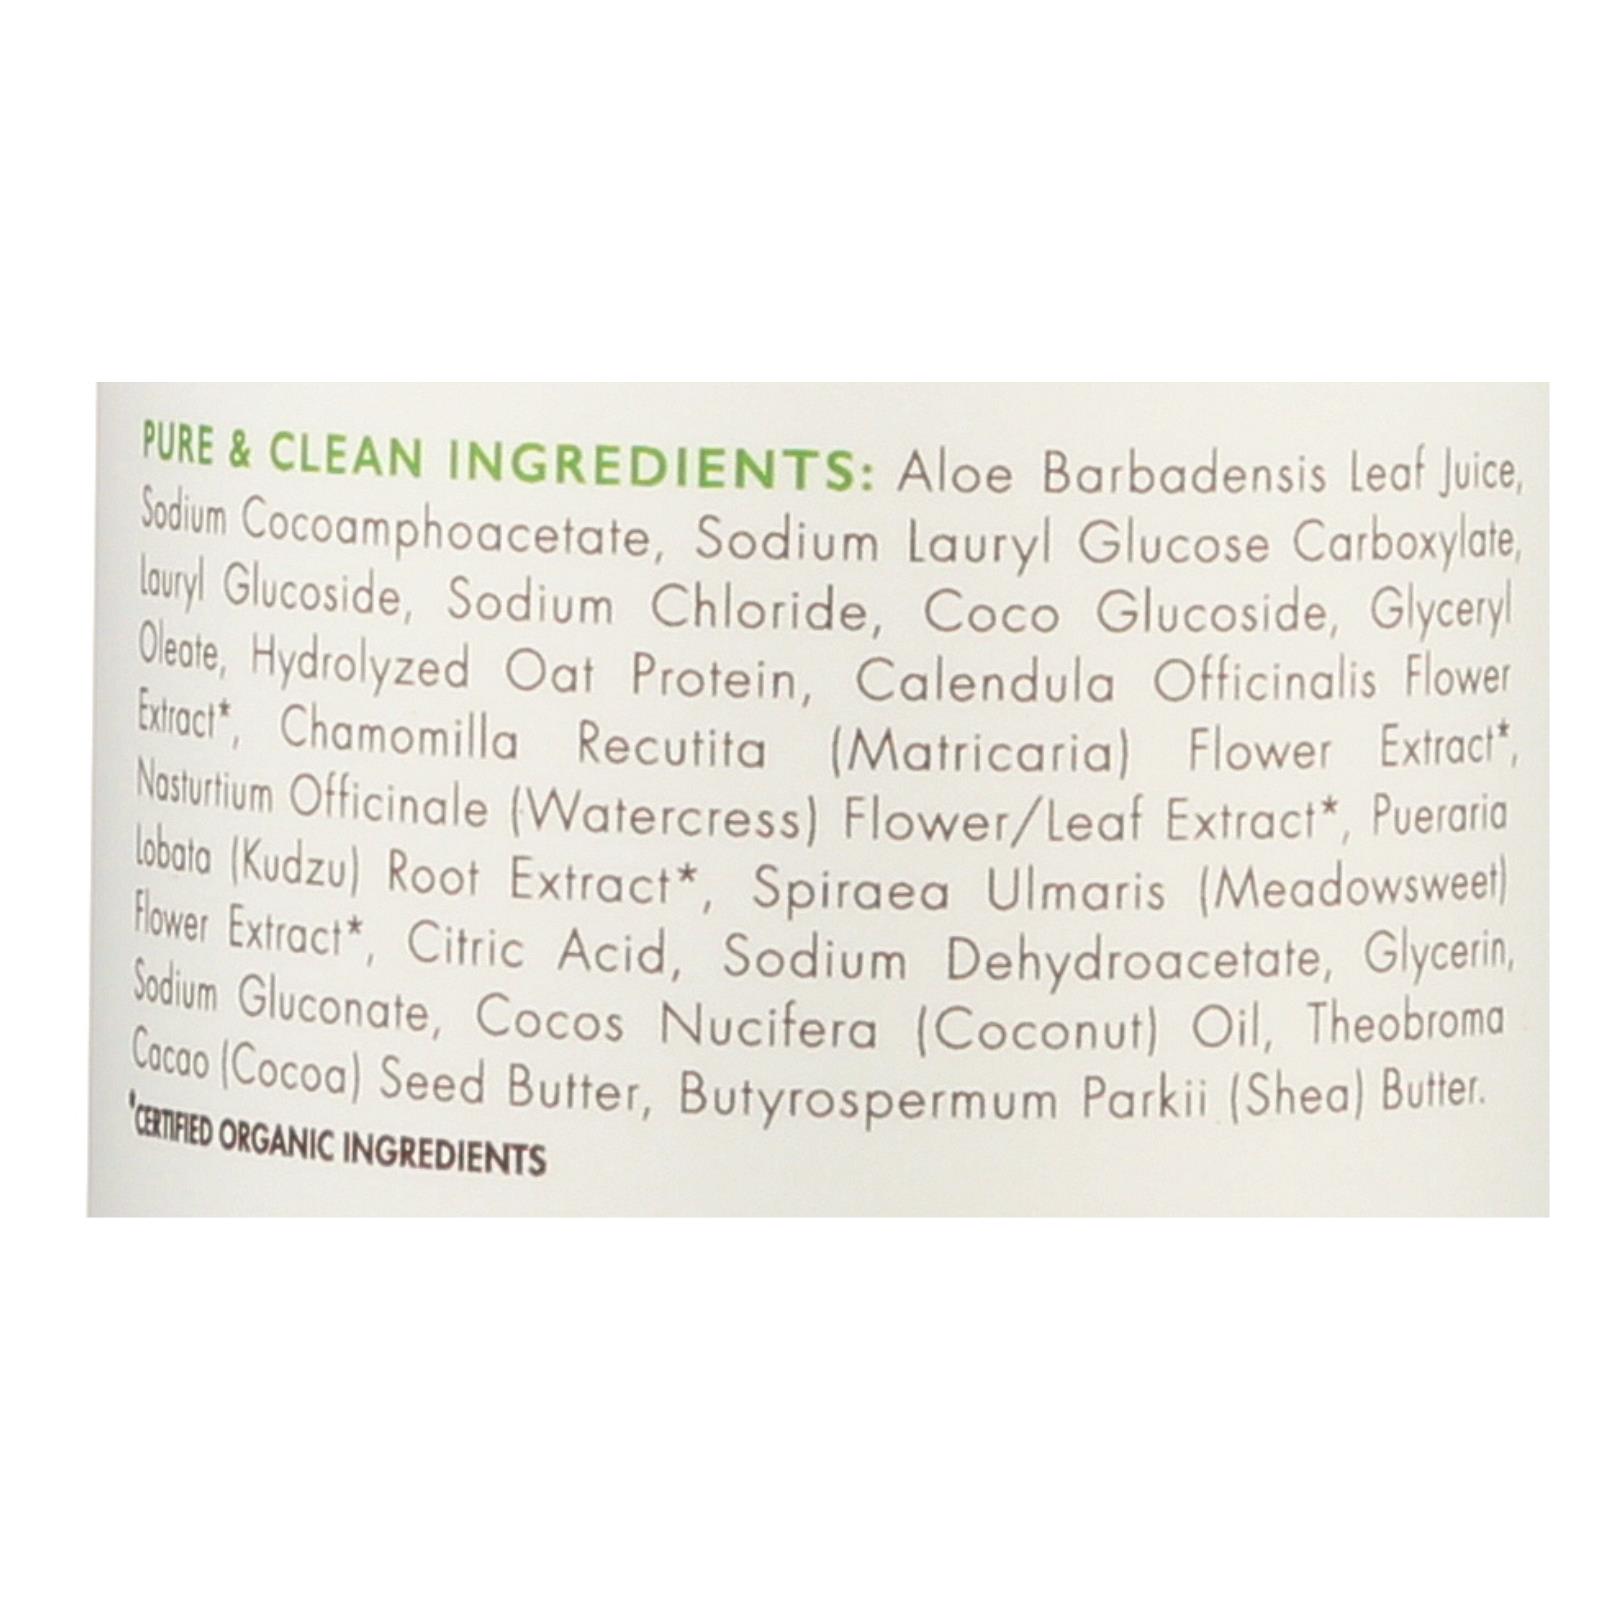 PURE & CLEAN INGREDIENTS: Aloe Barbadensis Leaf Juice,
Sodium Cocoamphoacetate, Sodium Lauryl Glucose Carboxylate,
Lauryl Glucoside, Sodium Chloride, Coco Glucoside, Glyceryl
Oleate, Hydrolyzed Oat Protein, Calendula Officinalis Flower
Extract*, Chamomilla Recutita (Matricaria) Flower Extract*,
Nasturtium Officinale (Watercress) Flower/Leaf Extract*, Pueraria
Lobata (Kudzu) Root Extract*, Spiraea Ulmaris (Meadowsweet)
Flower Extract*, Citric Acid, Sodium Dehydroacetate, Glycerin,
Sodium Gluconate, Cocos Nucifera (Coconut) Oil, Theobroma
Cacao (Cocoa) Seed Butter, Butyrospermum Parkii (Shea) Butter.
*CERTIFIED ORGANIC INGREDIENTS